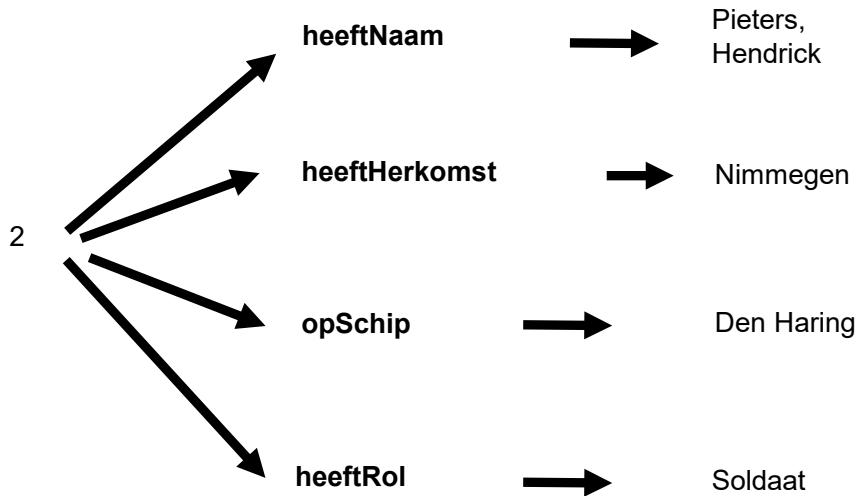 heeftNaam
Pieters,
Hendrick
heeftHerkomst
Nimmegen
2
opSchip
Den Haring
heeftRol
Soldaat